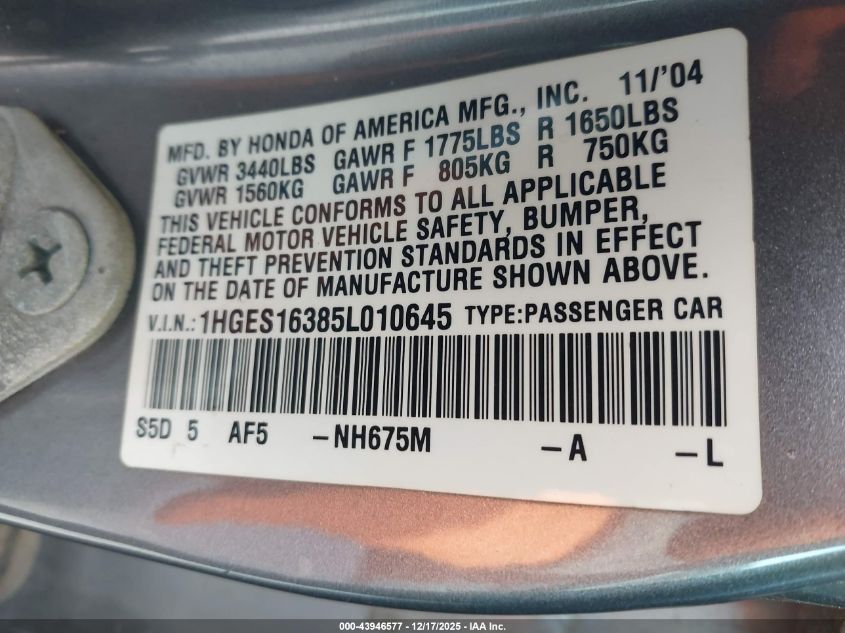 MFD. BY HONDA OF AMERICA MFG., INC. 11/'04
GVWR 3440LBS GAWR F 1775LBS R 1650LBS
GVWR 1560KG GAWR F 805KG R 750KG
THIS VEHICLE CONFORMS TO ALL APPLICABLE
FEDERAL MOTOR VEHICLE SAFETY, BUMPER,
AND THEFT PREVENTION STANDARDS IN EFFECT
ON THE DATE OF MANUFACTURE SHOWN ABOVE.
V.I.N.: 1HGES16385L010645 TYPE:PASSENGER CAR
S5D 5 AF5 -NH675M -A -L
000-43946577 - 12/17/2025 - IAA Inc.